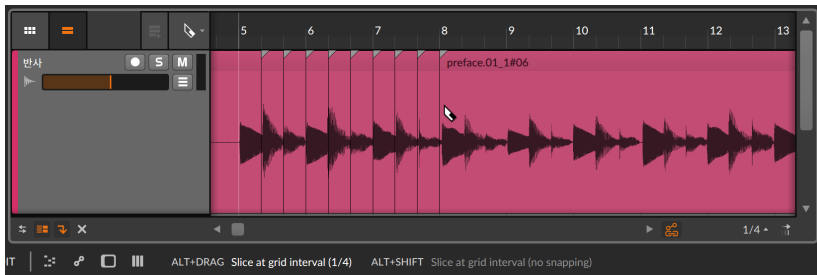 5 6 7 8 9 10 11 12 13
반사
S M
preface.01_1#06
1/4
IT ALT+DRAG Slice at grid interval (1/4) ALT+SHIFT Slice at grid interval (no snapping)